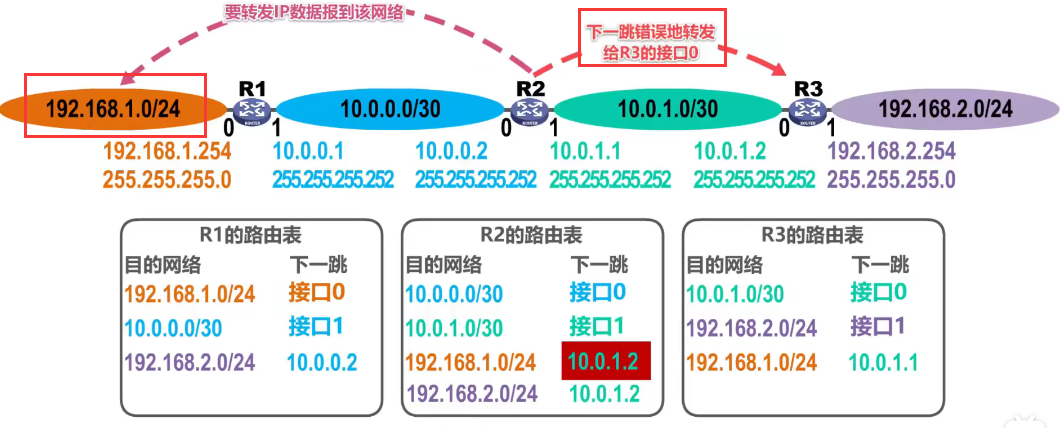 要转发IP数据报到该网络
下一跳错误地转发
给R3的接口0
R1
R2
R3
192.168.1.0/24
10.0.0.0/30
10.0.1.0/30
192.168.2.0/24
0
1
0
1
0
1
ROUTER
ROUTER
ROUTER
192.168.1.254
10.0.0.1
10.0.0.2
10.0.1.1
10.0.1.2
192.168.2.254
255.255.255.0
255.255.255.252
255.255.255.252
255.255.255.252
255.255.255.252
255.255.255.0
R1的路由表
目的网络 下一跳
192.168.1.0/24 接口0
10.0.0.0/30 接口1
192.168.2.0/24 10.0.0.2
R2的路由表
目的网络 下一跳
10.0.0.0/30 接口0
10.0.1.0/30 接口1
192.168.1.0/24 10.0.1.2
192.168.2.0/24 10.0.1.2
R3的路由表
目的网络 下一跳
10.0.1.0/30 接口0
192.168.2.0/24 接口1
192.168.1.0/24 10.0.1.1